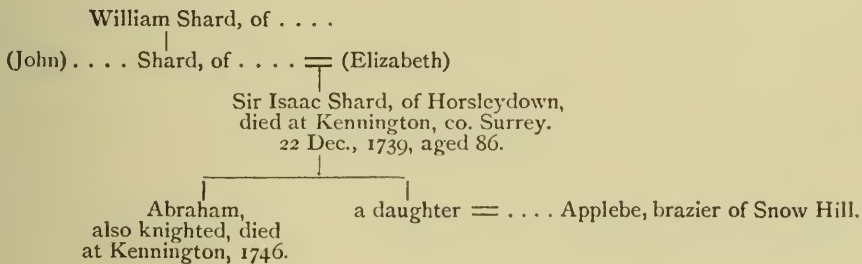 William Shard, of . . . .
(John) . . . . Shard, of . . . . = (Elizabeth)
Sir Isaac Shard, of Horsleydown,
died at Kennington, co. Surrey.
22 Dec., 1739, aged 86.
Abraham,
also knighted, died
at Kennington, 1746.
a daughter = . . . . Applebe, brazier of Snow Hill.